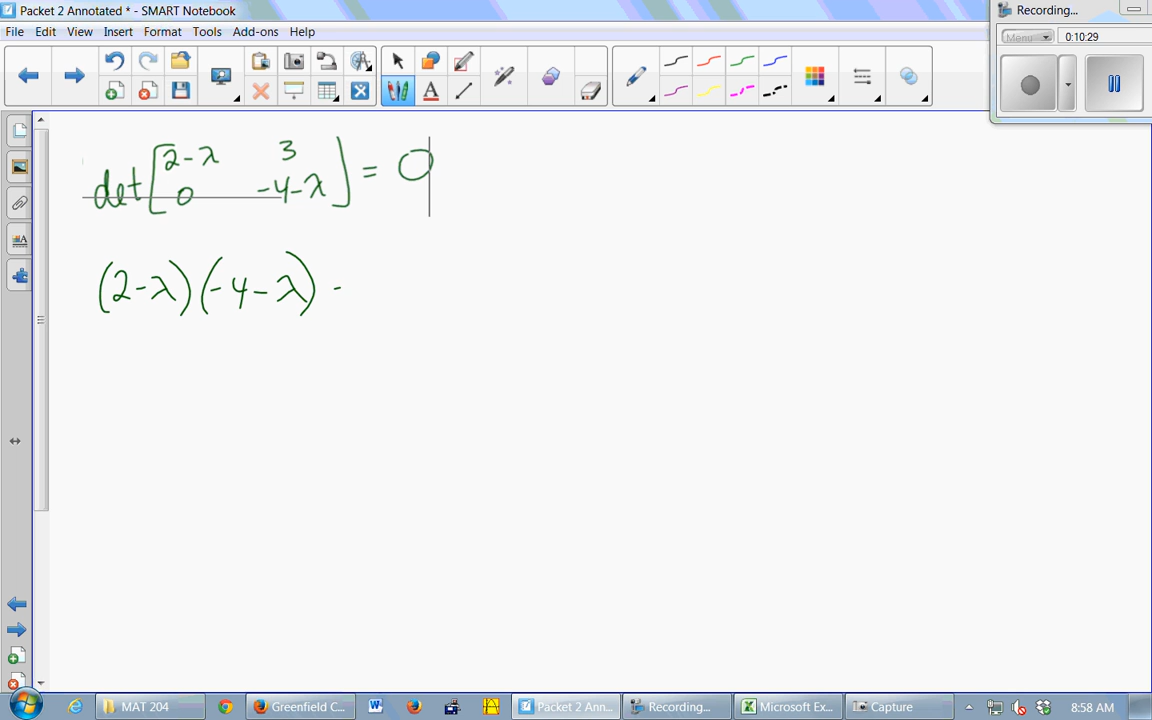 Packet 2 Annotated * - SMART Notebook
Recording...
File Edit View Insert Format Tools Add-ons Help
Menu 0:10:29
det [2-λ 3
0 -4-λ] = 0
(2-λ)(-4-λ) -
MAT 204 Greenfield C... Packet 2 Ann... Recording... Microsoft Ex... Capture 8:58 AM